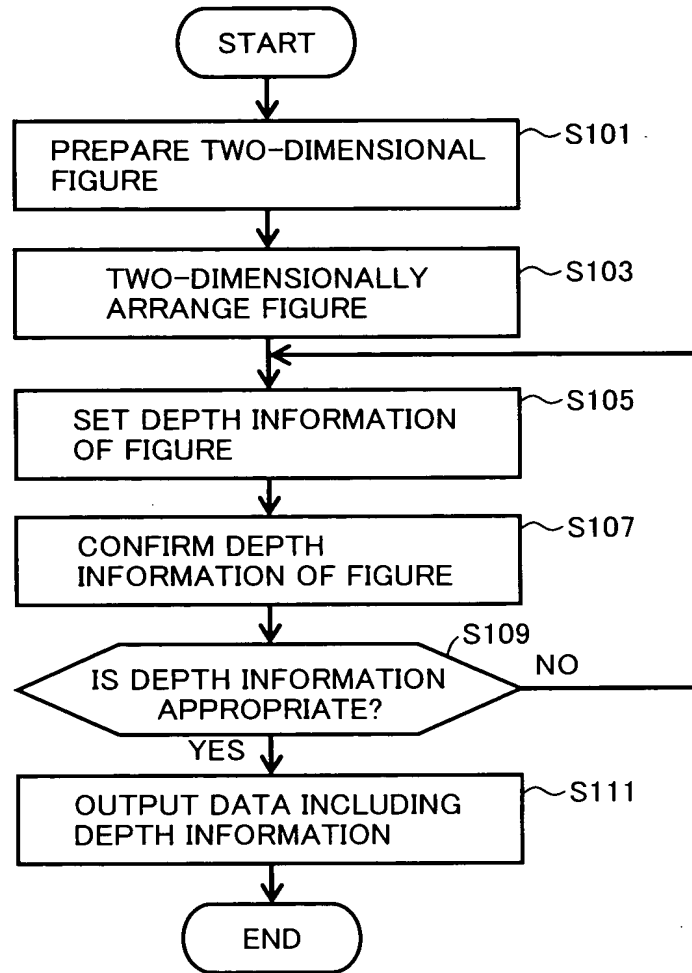 START
PREPARE TWO-DIMENSIONAL
FIGURE
S101
TWO-DIMENSIONALLY
ARRANGE FIGURE
S103
SET DEPTH INFORMATION
OF FIGURE
S105
CONFIRM DEPTH
INFORMATION OF FIGURE
S107
S109
IS DEPTH INFORMATION
APPROPRIATE?
NO
YES
OUTPUT DATA INCLUDING
DEPTH INFORMATION
S111
END